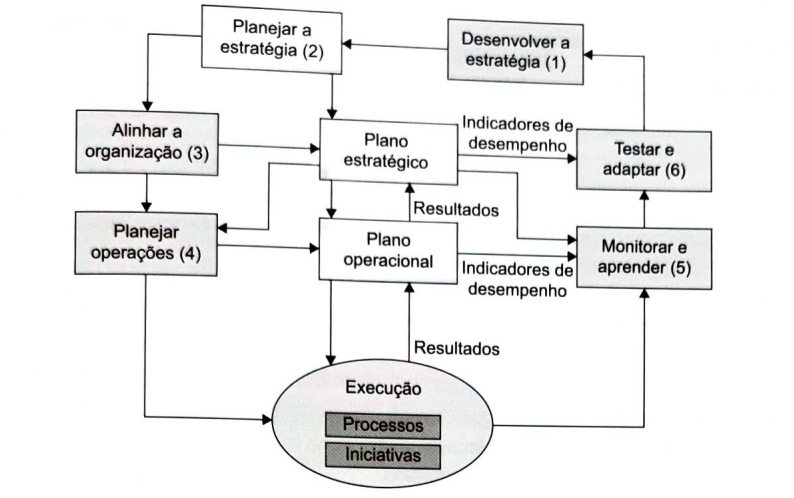 Planejar a
estratégia (2)
Desenvolver a
estratégia (1)
Alinhar a
organização (3)
Plano
estratégico
Indicadores de
desempenho
Testar e
adaptar (6)
Resultados
Planejar
operações (4)
Plano
operacional
Indicadores de
desempenho
Monitorar e
aprender (5)
Resultados
Execução
Processos
Iniciativas